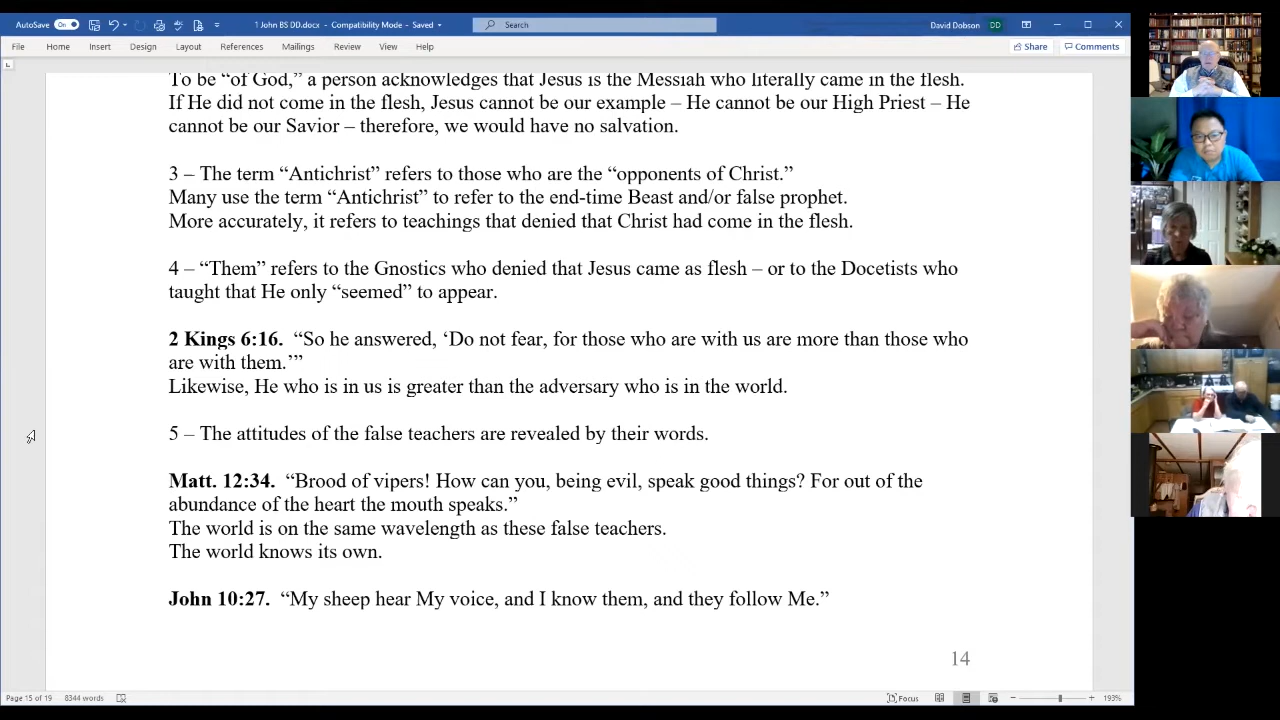 AutoSave On 1 John BS DD.docx - Compatibility Mode - Saved Search David Dobson DD
File Home Insert Design Layout References Mailings Review View Help Share Comments
To be “of God,” a person acknowledges that Jesus is the Messiah who literally came in the flesh.
If He did not come in the flesh, Jesus cannot be our example – He cannot be our High Priest – He
cannot be our Savior – therefore, we would have no salvation.
3 – The term “Antichrist” refers to those who are the “opponents of Christ.”
Many use the term “Antichrist” to refer to the end-time Beast and/or false prophet.
More accurately, it refers to teachings that denied that Christ had come in the flesh.
4 – “Them” refers to the Gnostics who denied that Jesus came as flesh – or to the Docetists who
taught that He only “seemed” to appear.
2 Kings 6:16. “So he answered, ‘Do not fear, for those who are with us are more than those who
are with them.’”
Likewise, He who is in us is greater than the adversary who is in the world.
5 – The attitudes of the false teachers are revealed by their words.
Matt. 12:34. “Brood of vipers! How can you, being evil, speak good things? For out of the
abundance of the heart the mouth speaks.”
The world is on the same wavelength as these false teachers.
The world knows its own.
John 10:27. “My sheep hear My voice, and I know them, and they follow Me.”
14
Page 15 of 19 8344 words Focus 193%